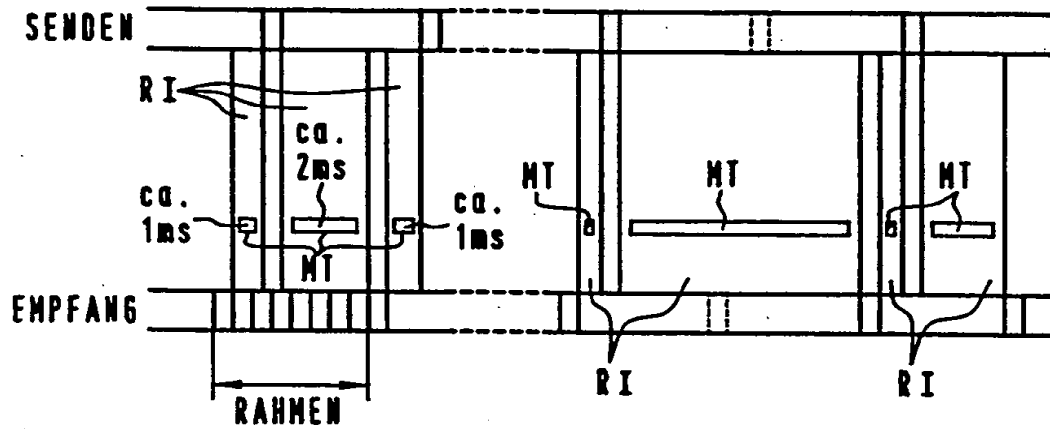 SENDEN
RI
ca.
2ms
ca.
1ms
MT
ca.
1ms
MT
MT
MT
EMPFANG
RI
RI
RAHMEN